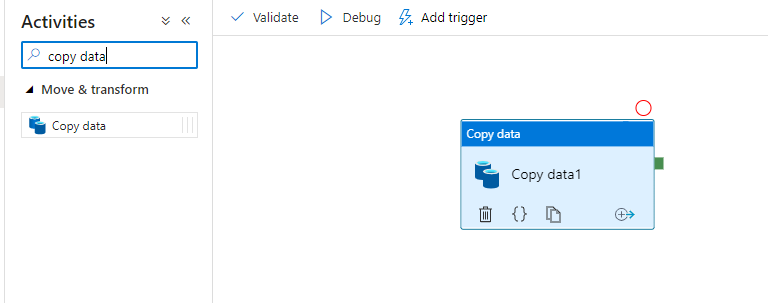 Activities
copy data
Move & transform
Copy data
Validate
Debug
Add trigger
Copy data
Copy data1
{}